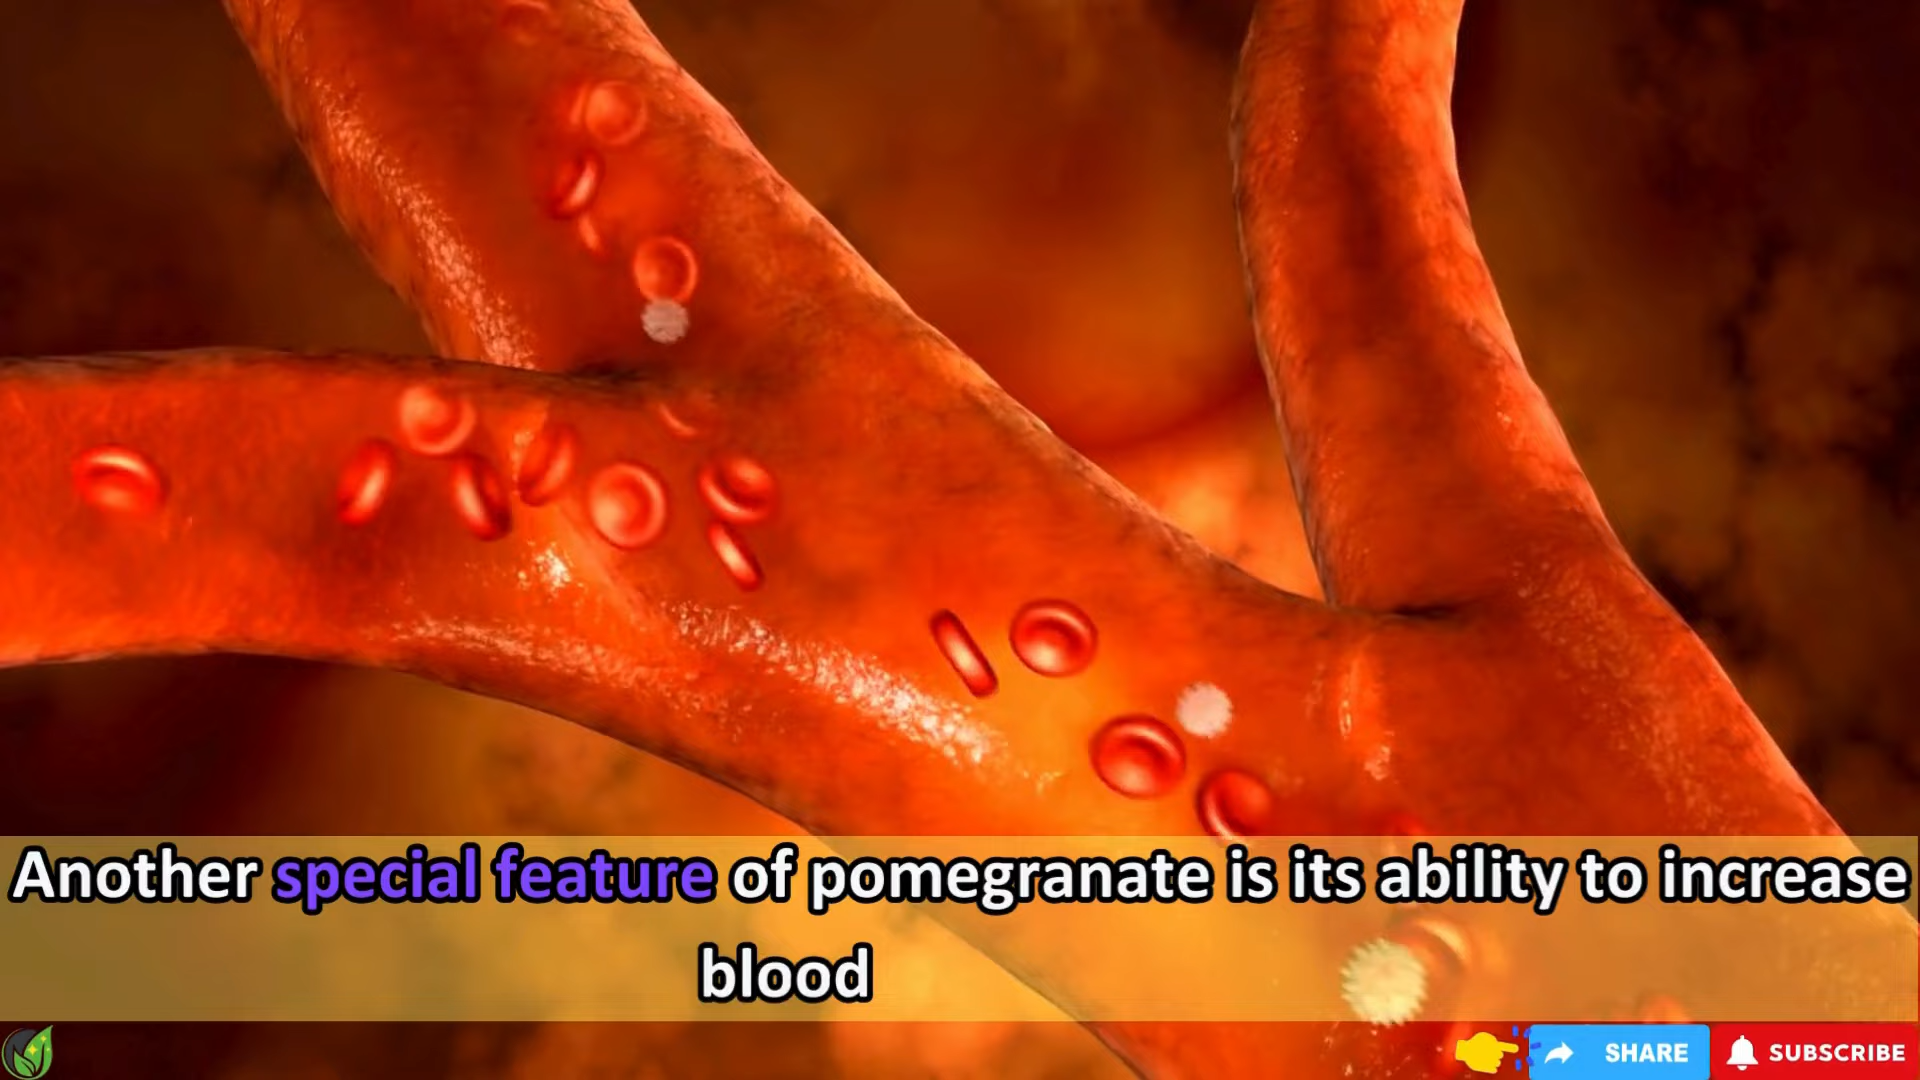 Another special feature of pomegranate is its ability to increase
blood
SHARE
SUBSCRIBE